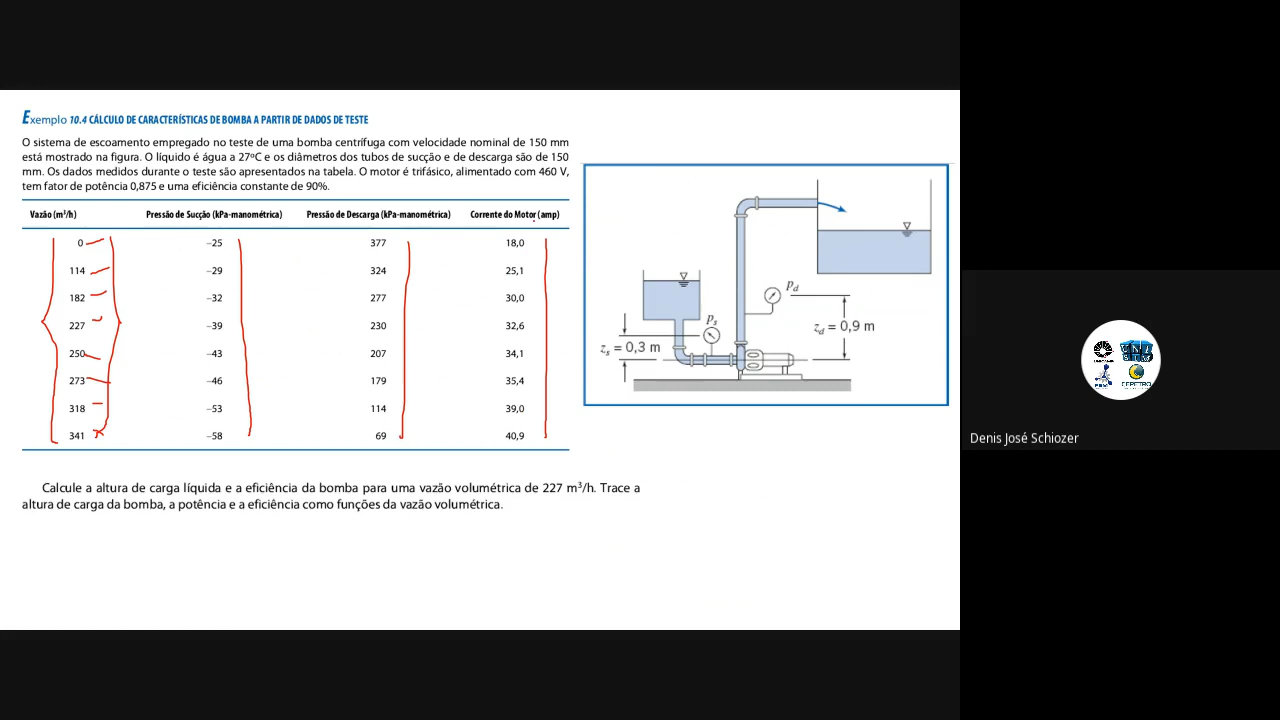 Exemplo 10.4 CÁLCULO DE CARACTERÍSTICAS DE BOMBA A PARTIR DE DADOS DE TESTE
O sistema de escoamento empregado no teste de uma bomba centrífuga com velocidade nominal de 150 mm
está mostrado na figura. O líquido é água a 27ºC e os diâmetros dos tubos de sucção e de descarga são de 150
mm. Os dados medidos durante o teste são apresentados na tabela. O motor é trifásico, alimentado com 460 V,
tem fator de potência 0,875 e uma eficiência constante de 90%.
Vazão (m³/h) Pressão de Sucção (kPa-manométrica) Pressão de Descarga (kPa-manométrica) Corrente do Motor (amp)
0 –25 377 18,0
114 –29 324 25,1
182 –32 277 30,0
227 –39 230 32,6
250 –43 207 34,1
273 –46 179 35,4
318 –53 114 39,0
341 –58 69 40,9
p_d
p_s
z_d = 0,9 m
z_s = 0,3 m
Calcule a altura de carga líquida e a eficiência da bomba para uma vazão volumétrica de 227 m³/h. Trace a
altura de carga da bomba, a potência e a eficiência como funções da vazão volumétrica.
Denis José Schiozer